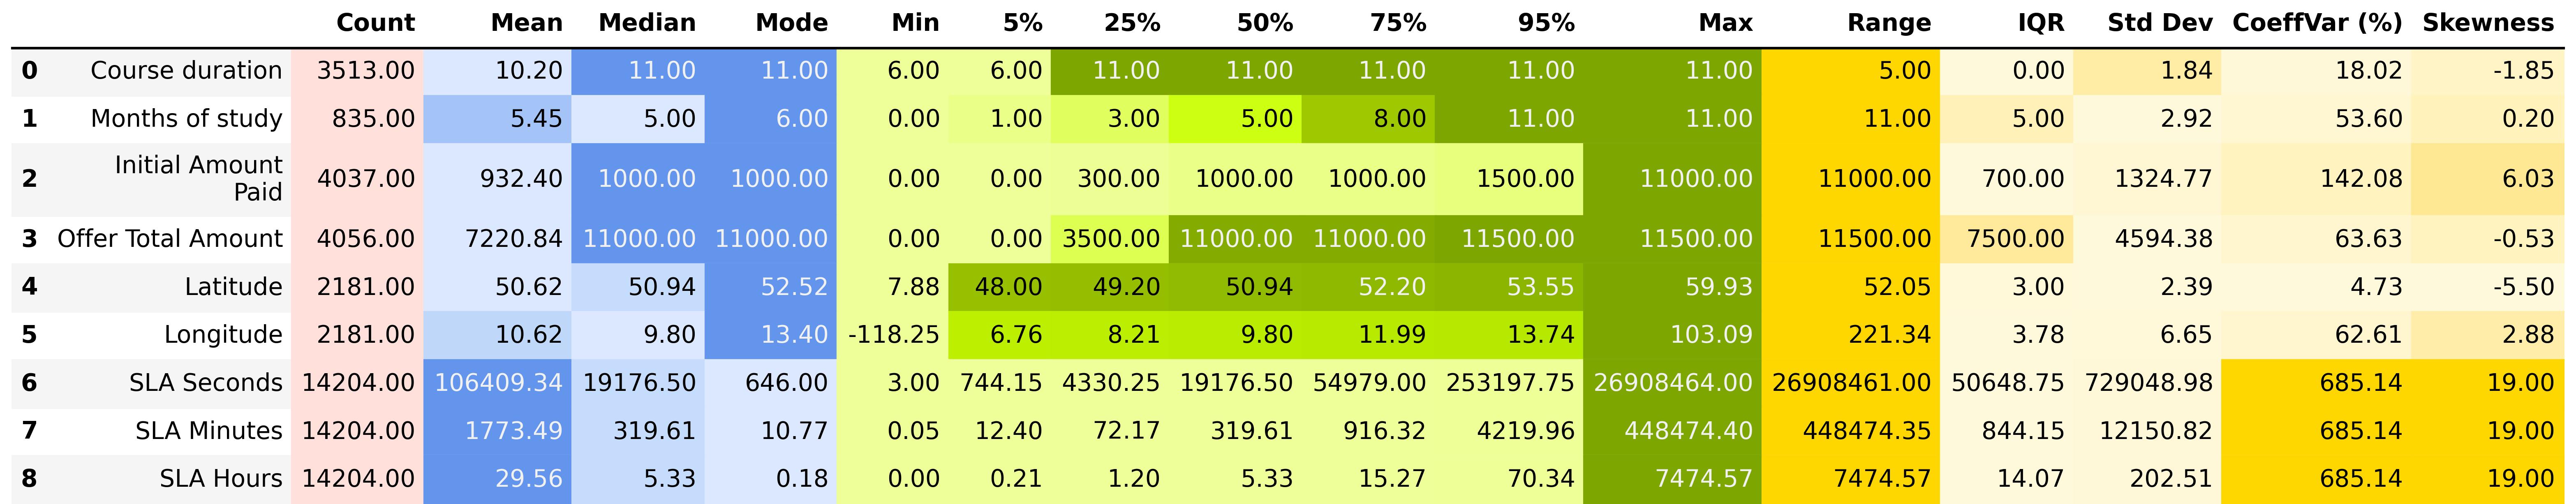 Count Mean Median Mode Min 5% 25% 50% 75% 95% Max Range IQR Std Dev CoeffVar (%) Skewness
0 Course duration 3513.00 10.20 11.00 11.00 6.00 6.00 11.00 11.00 11.00 11.00 11.00 5.00 0.00 1.84 18.02 -1.85
1 Months of study 835.00 5.45 5.00 6.00 0.00 1.00 3.00 5.00 8.00 11.00 11.00 11.00 5.00 2.92 53.60 0.20
2 Initial Amount
Paid 4037.00 932.40 1000.00 1000.00 0.00 0.00 300.00 1000.00 1000.00 1500.00 11000.00 11000.00 700.00 1324.77 142.08 6.03
3 Offer Total Amount 4056.00 7220.84 11000.00 11000.00 0.00 0.00 3500.00 11000.00 11000.00 11500.00 11500.00 11500.00 7500.00 4594.38 63.63 -0.53
4 Latitude 2181.00 50.62 50.94 52.52 7.88 48.00 49.20 50.94 52.20 53.55 59.93 52.05 3.00 2.39 4.73 -5.50
5 Longitude 2181.00 10.62 9.80 13.40 -118.25 6.76 8.21 9.80 11.99 13.74 103.09 221.34 3.78 6.65 62.61 2.88
6 SLA Seconds 14204.00 106409.34 19176.50 646.00 3.00 744.15 4330.25 19176.50 54979.00 253197.75 26908464.00 26908461.00 50648.75 729048.98 685.14 19.00
7 SLA Minutes 14204.00 1773.49 319.61 10.77 0.05 12.40 72.17 319.61 916.32 4219.96 448474.40 448474.35 844.15 12150.82 685.14 19.00
8 SLA Hours 14204.00 29.56 5.33 0.18 0.00 0.21 1.20 5.33 15.27 70.34 7474.57 7474.57 14.07 202.51 685.14 19.00